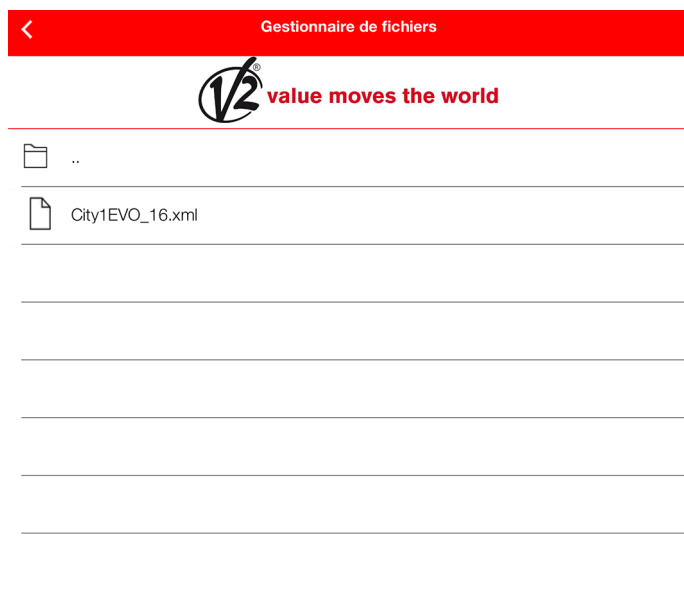 Gestionnaire de fichiers
V2® value moves the world
..
City1EVO_16.xml